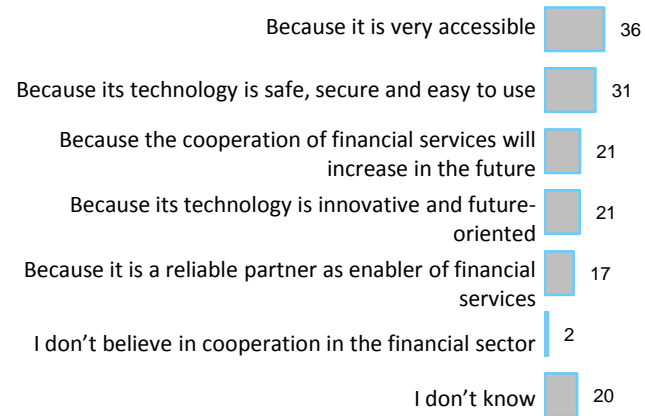 Because it is very accessible 36
Because its technology is safe, secure and easy to use 31
Because the cooperation of financial services will
increase in the future 21
Because its technology is innovative and future-
oriented 21
Because it is a reliable partner as enabler of financial
services 17
I don’t believe in cooperation in the financial sector 2
I don’t know 20